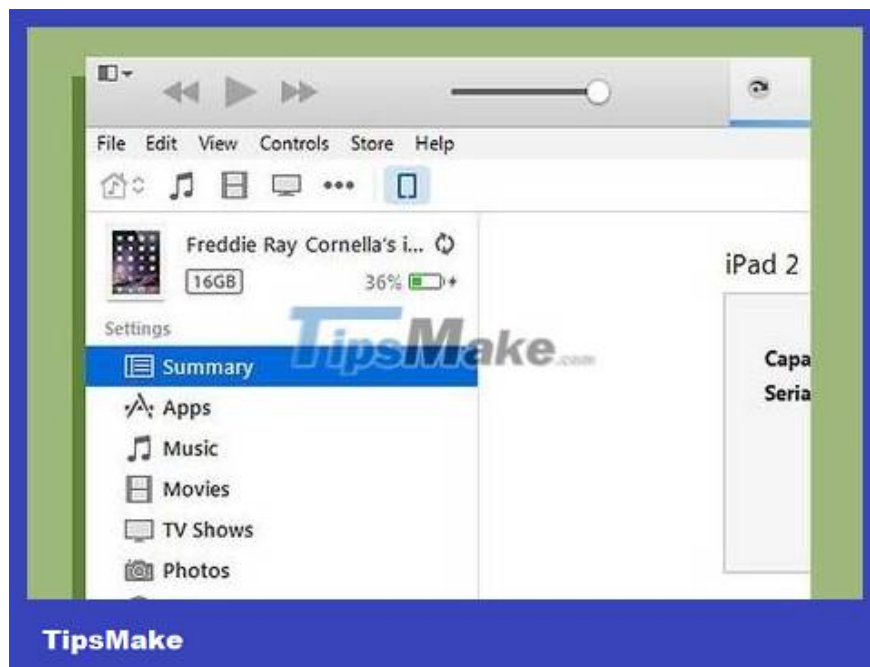 File Edit View Controls Store Help
Freddie Ray Cornella's i...
16GB 36%
iPad 2
Settings
TipsMake.com
Summary
Capa
Seria
Apps
Music
Movies
TV Shows
Photos
TipsMake